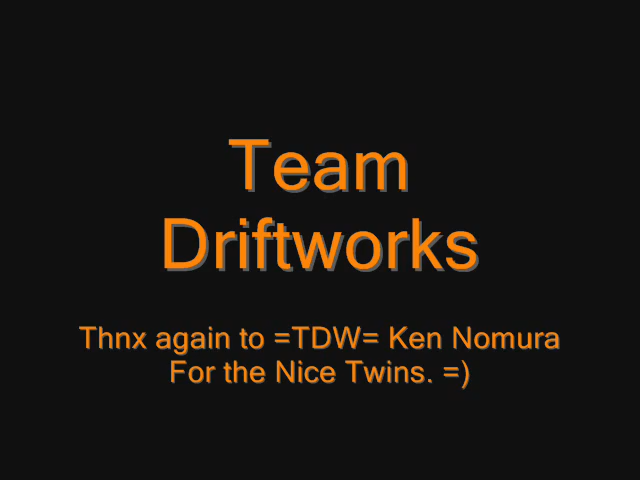 Team
Driftworks
Thnx again to =TDW= Ken Nomura
For the Nice Twins. =)